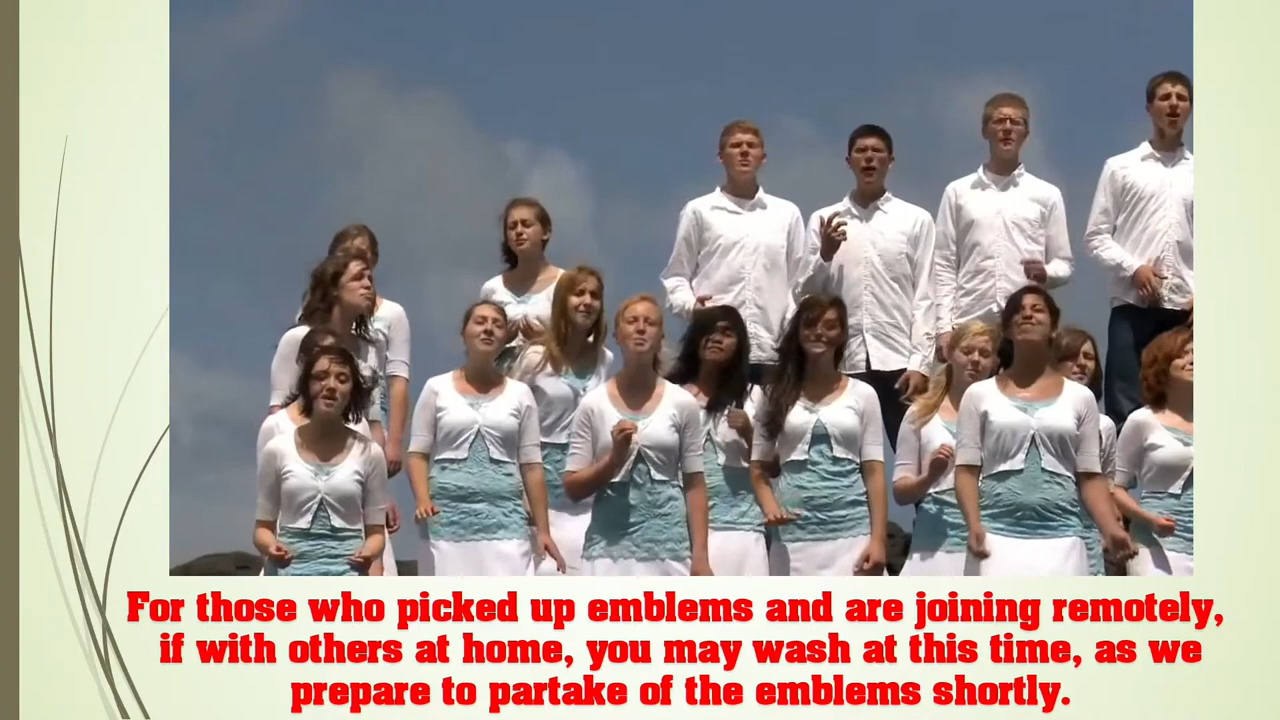 For those who picked up emblems and are joining remotely,
if with others at home, you may wash at this time, as we
prepare to partake of the emblems shortly.